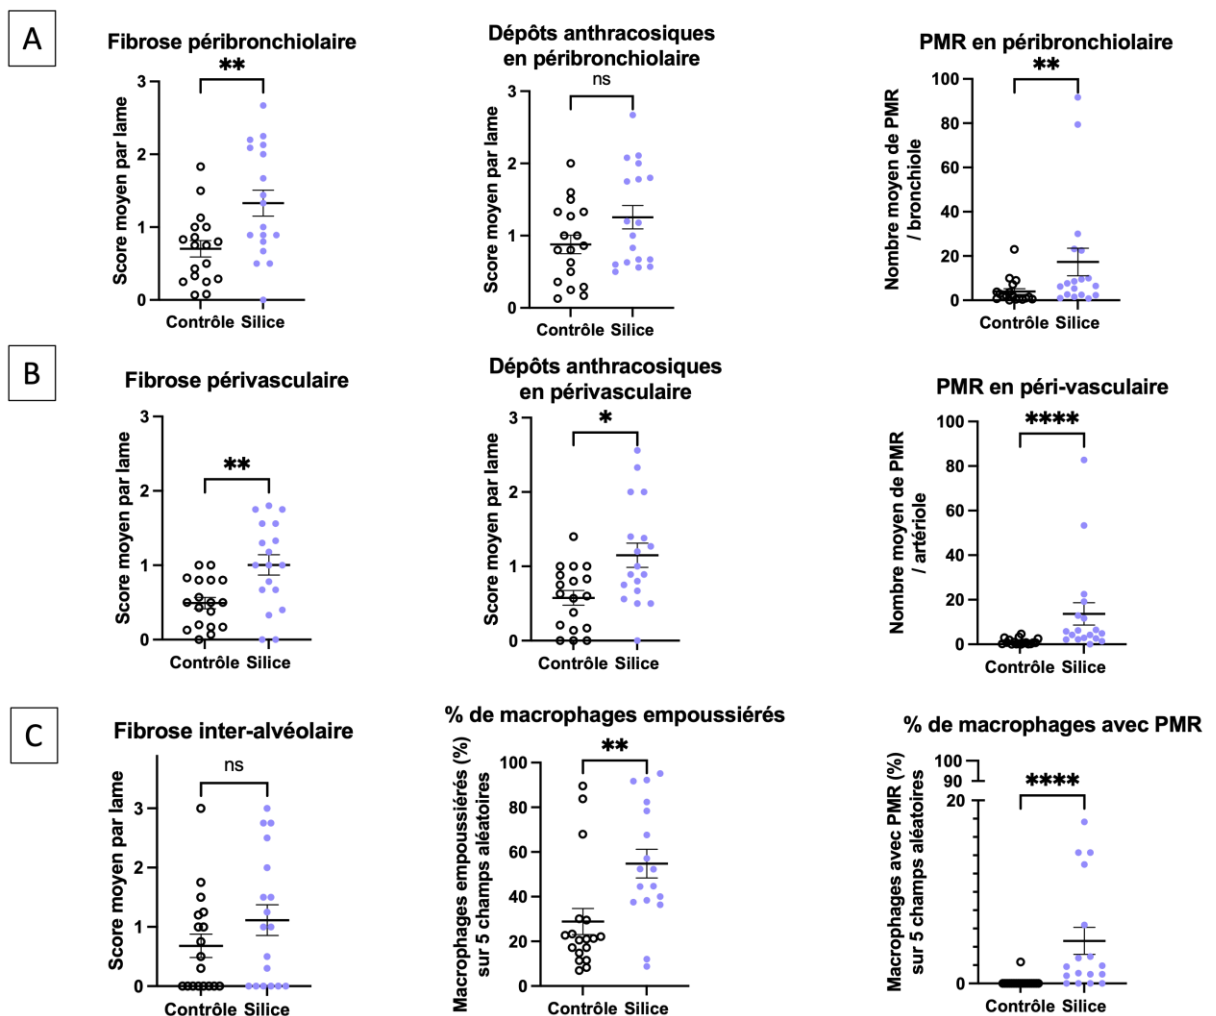 A
Fibrose péribronchiolaire
**
Score moyen par lame
3
2
1
0
Contrôle Silice
Dépôts anthracosiques
en péribronchiolaire
ns
Score moyen par lame
3
2
1
0
Contrôle Silice
PMR en péribronchiolaire
**
Nombre moyen de PMR
/ bronchiole
100
80
60
40
20
0
Contrôle Silice
B
Fibrose périvasculaire
**
Score moyen par lame
3
2
1
0
Contrôle Silice
Dépôts anthracosiques
en périvasculaire
*
Score moyen par lame
3
2
1
0
Contrôle Silice
PMR en péri-vasculaire
****
Nombre moyen de PMR
/ artériole
100
80
60
40
20
0
Contrôle Silice
C
Fibrose inter-alvéolaire
ns
Score moyen par lame
3
2
1
0
Contrôle Silice
% de macrophages empoussiérés
**
Macrophages empoussiérés (%)
sur 5 champs aléatoires
100
80
60
40
20
0
Contrôle Silice
% de macrophages avec PMR
****
Macrophages avec PMR (%)
sur 5 champs aléatoires
100
90
20
0
Contrôle Silice